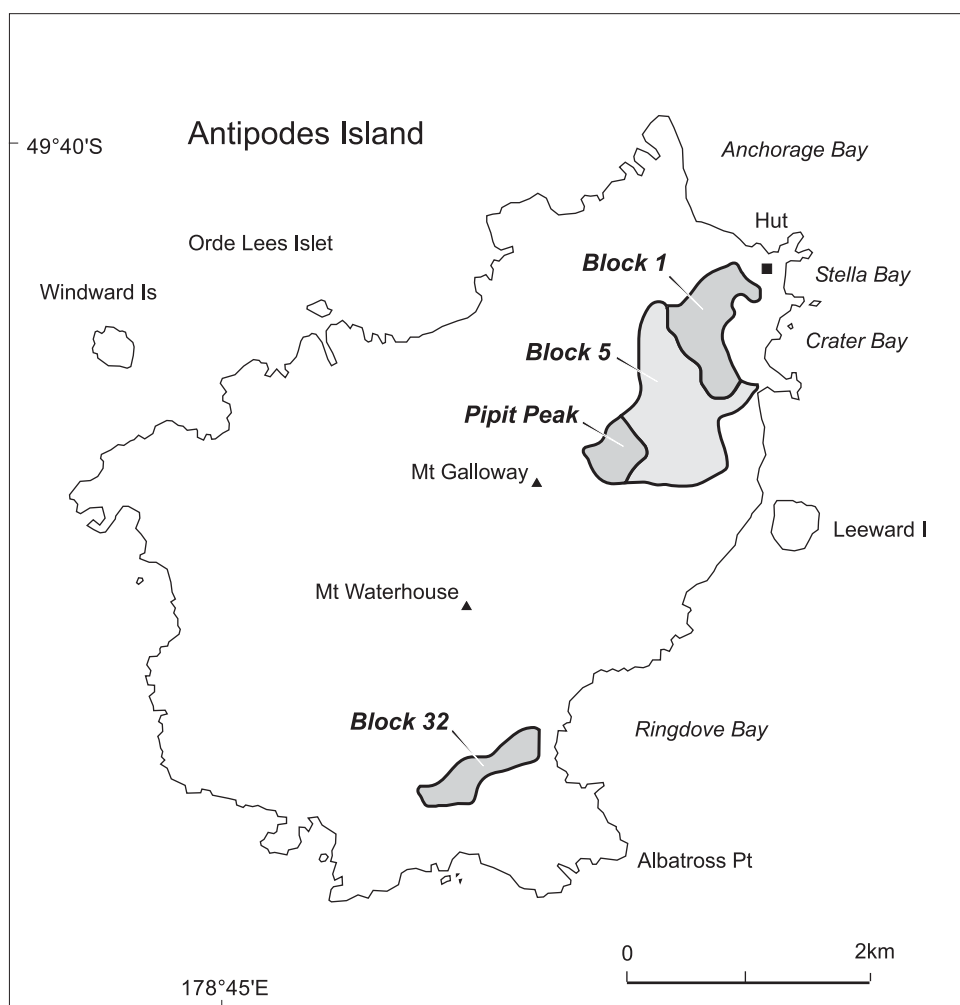 Antipodes Island
49°40'S
Anchorage Bay
Hut
Orde Lees Islet
Block 1
Stella Bay
Windward Is
Crater Bay
Block 5
Pipit Peak
Mt Galloway
Leeward I
Mt Waterhouse
Block 32
Ringdove Bay
Albatross Pt
0 2km
178°45'E